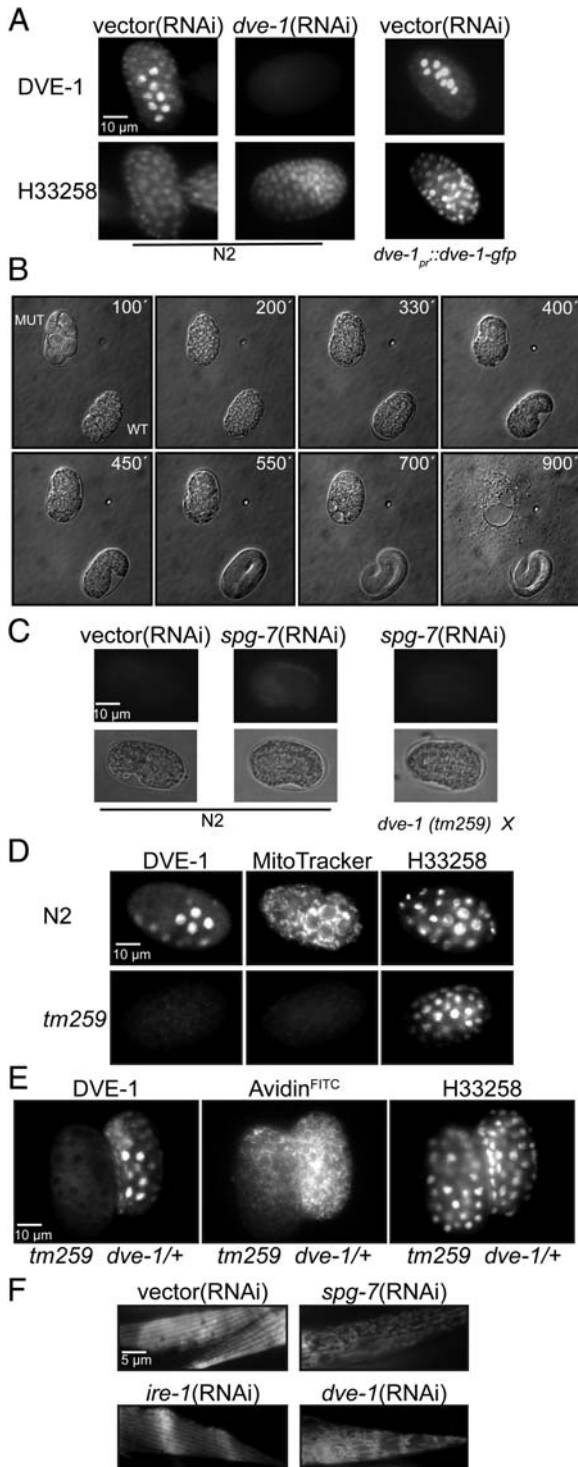 A
vector(RNAi) dve-1(RNAi) vector(RNAi)
DVE-1
10 µm
H33258
N2 dve-1pr::dve-1-gfp
B
100´ 200´ 330´ 400´
MUT
WT
450´ 550´ 700´ 900´
C
vector(RNAi) spg-7(RNAi) spg-7(RNAi)
10 µm
N2 dve-1 (tm259) X
D
DVE-1 MitoTracker H33258
N2
10 µm
tm259
E
DVE-1 AvidinFITC H33258
10 µm
tm259 dve-1/+ tm259 dve-1/+ tm259 dve-1/+
F
vector(RNAi) spg-7(RNAi)
5 µm
ire-1(RNAi) dve-1(RNAi)